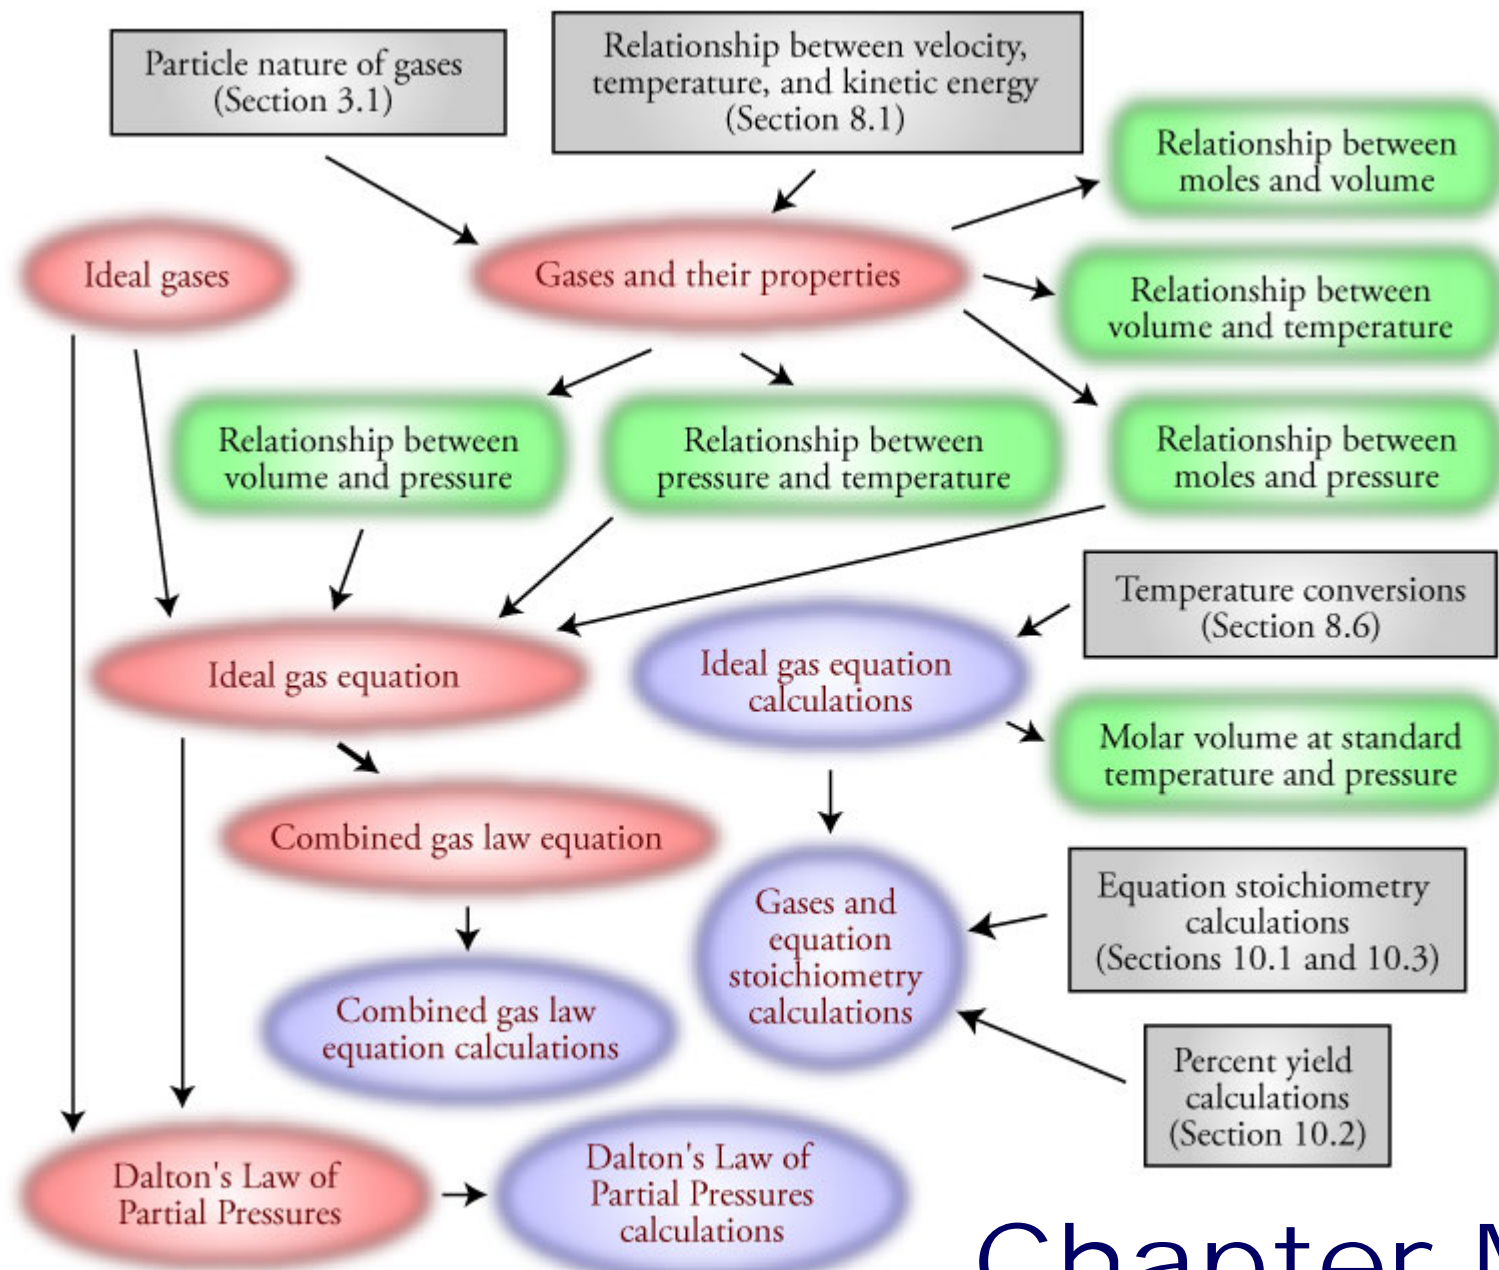 Particle nature of gases
(Section 3.1)
Relationship between velocity,
temperature, and kinetic energy
(Section 8.1)
Relationship between
moles and volume
Ideal gases
Gases and their properties
Relationship between
volume and temperature
Relationship between
volume and pressure
Relationship between
pressure and temperature
Relationship between
moles and pressure
Temperature conversions
(Section 8.6)
Ideal gas equation
Ideal gas equation
calculations
Molar volume at standard
temperature and pressure
Combined gas law equation
Gases and
equation
stoichiometry
calculations
Equation stoichiometry
calculations
(Sections 10.1 and 10.3)
Combined gas law
equation calculations
Percent yield
calculations
(Section 10.2)
Dalton's Law of
Partial Pressures
Dalton's Law of
Partial Pressures
calculations
Chapter